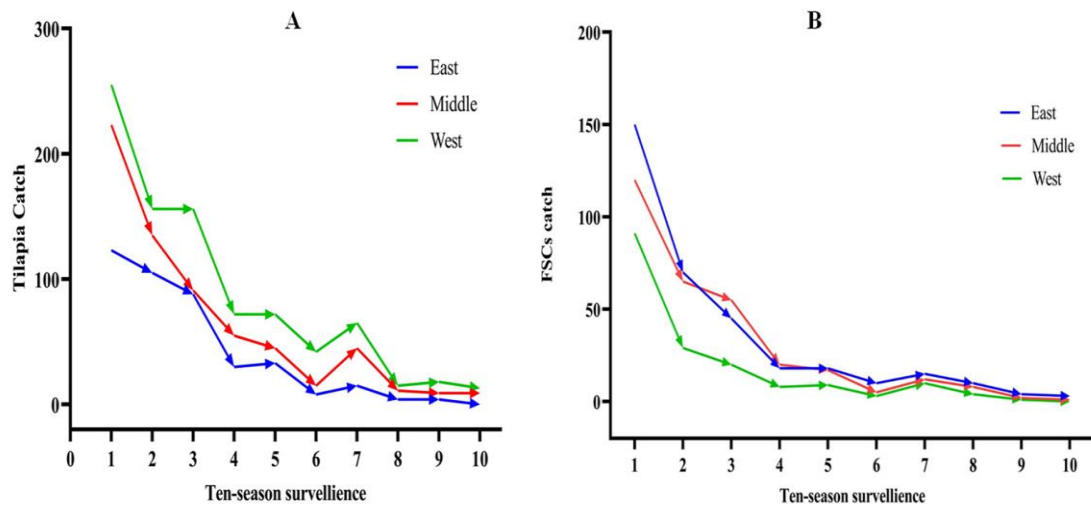 A
300
200
100
0
Tilapia Catch
East
Middle
West
0 1 2 3 4 5 6 7 8 9 10
Ten-season survellience
B
200
150
100
50
0
FSCs catch
East
Middle
West
1 2 3 4 5 6 7 8 9 10
Ten-season survellience